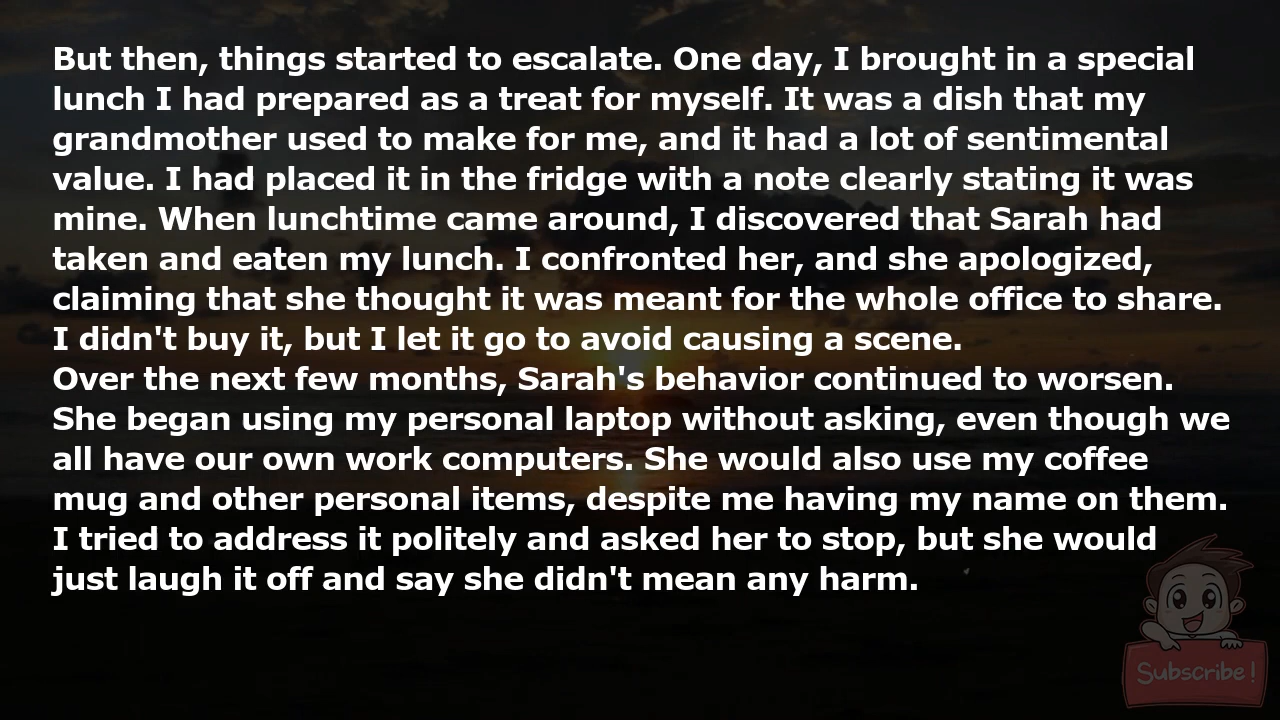 But then, things started to escalate. One day, I brought in a special
lunch I had prepared as a treat for myself. It was a dish that my
grandmother used to make for me, and it had a lot of sentimental
value. I had placed it in the fridge with a note clearly stating it was
mine. When lunchtime came around, I discovered that Sarah had
taken and eaten my lunch. I confronted her, and she apologized,
claiming that she thought it was meant for the whole office to share.
I didn't buy it, but I let it go to avoid causing a scene.
Over the next few months, Sarah's behavior continued to worsen.
She began using my personal laptop without asking, even though we
all have our own work computers. She would also use my coffee
mug and other personal items, despite me having my name on them.
I tried to address it politely and asked her to stop, but she would
just laugh it off and say she didn't mean any harm.
Subscribe!